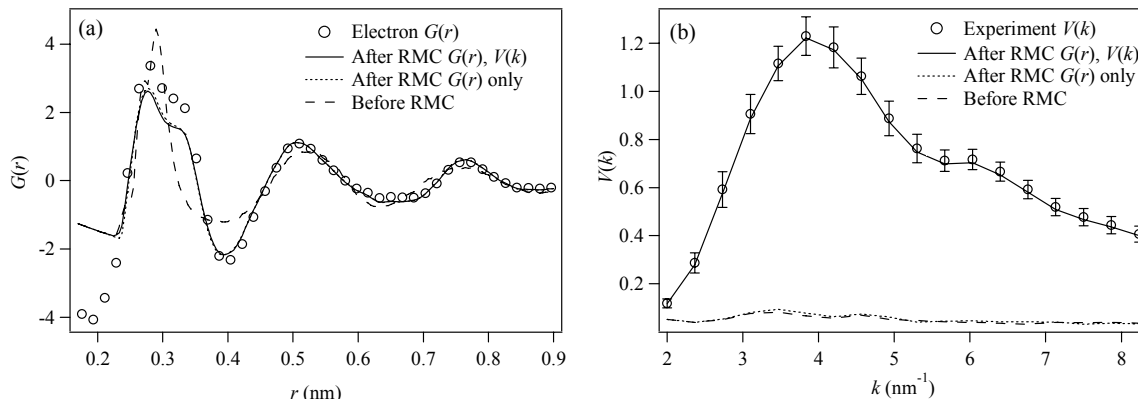 (a)
Electron G(r)
After RMC G(r), V(k)
After RMC G(r) only
Before RMC
4
2
0
-2
-4
G(r)
0.2 0.3 0.4 0.5 0.6 0.7 0.8 0.9
r (nm)
(b)
Experiment V(k)
After RMC G(r), V(k)
After RMC G(r) only
Before RMC
1.2
1.0
0.8
0.6
0.4
0.2
V(k)
2 3 4 5 6 7 8
k (nm⁻¹)